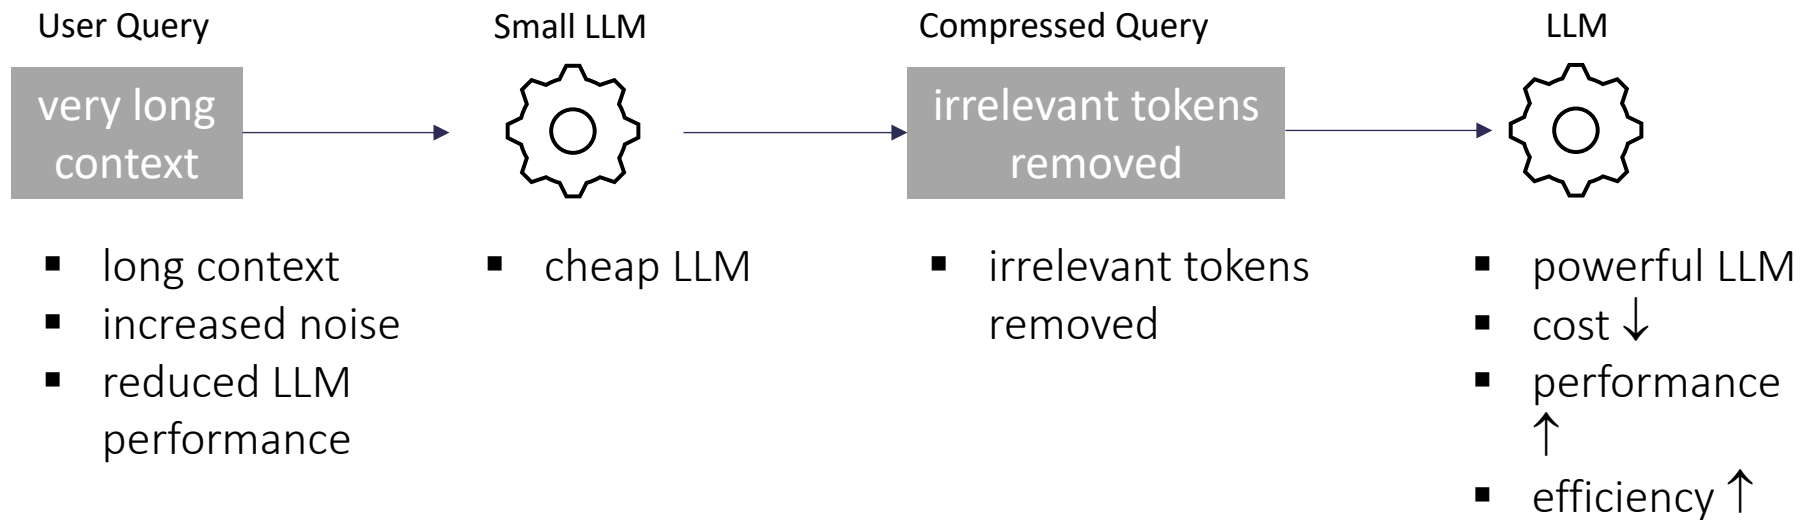 User Query
Small LLM
Compressed Query
LLM
very long
context
irrelevant tokens
removed
▪ long context
▪ increased noise
▪ reduced LLM
performance
▪ cheap LLM
▪ irrelevant tokens
removed
▪ powerful LLM
▪ cost ↓
▪ performance
↑
▪ efficiency ↑